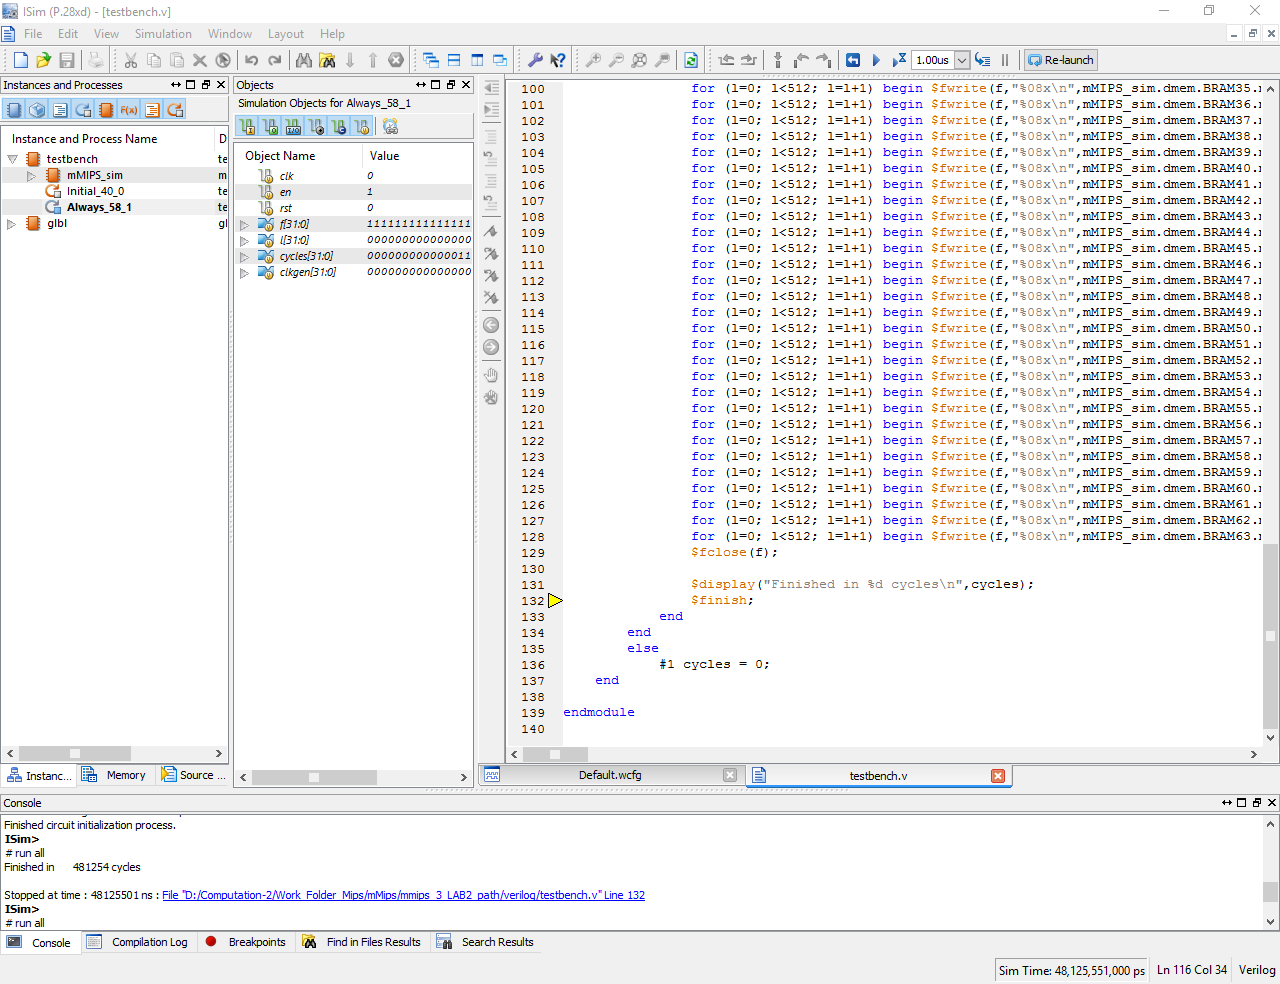 ISim (P.28xd) - [testbench.v]
File Edit View Simulation Window Layout Help
1.00us Re-launch
Instances and Processes
Instance and Process Name D
testbench te
mMIPS_sim m
Initial_40_0 te
Always_58_1 te
glbl gl
Instanc... Memory Source ...
Objects
Simulation Objects for Always_58_1
Object Name Value
clk 0
en 1
rst 0
f[31:0] 1111111111111111
l[31:0] 000000000000000
cycles[31:0] 0000000000000011
clkgen[31:0] 000000000000000
100 for (l=0; l<512; l=l+1) begin $fwrite(f,"%08x\n",mMIPS_sim.dmem.BRAM35.
101 for (l=0; l<512; l=l+1) begin $fwrite(f,"%08x\n",mMIPS_sim.dmem.BRAM36.
102 for (l=0; l<512; l=l+1) begin $fwrite(f,"%08x\n",mMIPS_sim.dmem.BRAM37.
103 for (l=0; l<512; l=l+1) begin $fwrite(f,"%08x\n",mMIPS_sim.dmem.BRAM38.
104 for (l=0; l<512; l=l+1) begin $fwrite(f,"%08x\n",mMIPS_sim.dmem.BRAM39.
105 for (l=0; l<512; l=l+1) begin $fwrite(f,"%08x\n",mMIPS_sim.dmem.BRAM40.
106 for (l=0; l<512; l=l+1) begin $fwrite(f,"%08x\n",mMIPS_sim.dmem.BRAM41.
107 for (l=0; l<512; l=l+1) begin $fwrite(f,"%08x\n",mMIPS_sim.dmem.BRAM42.
108 for (l=0; l<512; l=l+1) begin $fwrite(f,"%08x\n",mMIPS_sim.dmem.BRAM43.
109 for (l=0; l<512; l=l+1) begin $fwrite(f,"%08x\n",mMIPS_sim.dmem.BRAM44.
110 for (l=0; l<512; l=l+1) begin $fwrite(f,"%08x\n",mMIPS_sim.dmem.BRAM45.
111 for (l=0; l<512; l=l+1) begin $fwrite(f,"%08x\n",mMIPS_sim.dmem.BRAM46.
112 for (l=0; l<512; l=l+1) begin $fwrite(f,"%08x\n",mMIPS_sim.dmem.BRAM47.
113 for (l=0; l<512; l=l+1) begin $fwrite(f,"%08x\n",mMIPS_sim.dmem.BRAM48.
114 for (l=0; l<512; l=l+1) begin $fwrite(f,"%08x\n",mMIPS_sim.dmem.BRAM49.
115 for (l=0; l<512; l=l+1) begin $fwrite(f,"%08x\n",mMIPS_sim.dmem.BRAM50.
116 for (l=0; l<512; l=l+1) begin $fwrite(f,"%08x\n",mMIPS_sim.dmem.BRAM51.
117 for (l=0; l<512; l=l+1) begin $fwrite(f,"%08x\n",mMIPS_sim.dmem.BRAM52.
118 for (l=0; l<512; l=l+1) begin $fwrite(f,"%08x\n",mMIPS_sim.dmem.BRAM53.
119 for (l=0; l<512; l=l+1) begin $fwrite(f,"%08x\n",mMIPS_sim.dmem.BRAM54.
120 for (l=0; l<512; l=l+1) begin $fwrite(f,"%08x\n",mMIPS_sim.dmem.BRAM55.
121 for (l=0; l<512; l=l+1) begin $fwrite(f,"%08x\n",mMIPS_sim.dmem.BRAM56.
122 for (l=0; l<512; l=l+1) begin $fwrite(f,"%08x\n",mMIPS_sim.dmem.BRAM57.
123 for (l=0; l<512; l=l+1) begin $fwrite(f,"%08x\n",mMIPS_sim.dmem.BRAM58.
124 for (l=0; l<512; l=l+1) begin $fwrite(f,"%08x\n",mMIPS_sim.dmem.BRAM59.
125 for (l=0; l<512; l=l+1) begin $fwrite(f,"%08x\n",mMIPS_sim.dmem.BRAM60.
126 for (l=0; l<512; l=l+1) begin $fwrite(f,"%08x\n",mMIPS_sim.dmem.BRAM61.
127 for (l=0; l<512; l=l+1) begin $fwrite(f,"%08x\n",mMIPS_sim.dmem.BRAM62.
128 for (l=0; l<512; l=l+1) begin $fwrite(f,"%08x\n",mMIPS_sim.dmem.BRAM63.
129 $fclose(f);
130
131 $display("Finished in %d cycles\n",cycles);
132 $finish;
133 end
134 end
135 else
136 #1 cycles = 0;
137 end
138
139 endmodule
140
Default.wcfg testbench.v
Console
Finished circuit initialization process.
ISim>
# run all
Finished in 481254 cycles
Stopped at time : 48125501 ns : File "D:/Computation-2/Work_Folder_Mips/mMips/mmips_3_LAB2_path/verilog/testbench.v" Line 132
ISim>
# run all
Console Compilation Log Breakpoints Find in Files Results Search Results
Sim Time: 48,125,551,000 ps Ln 116 Col 34 Verilog